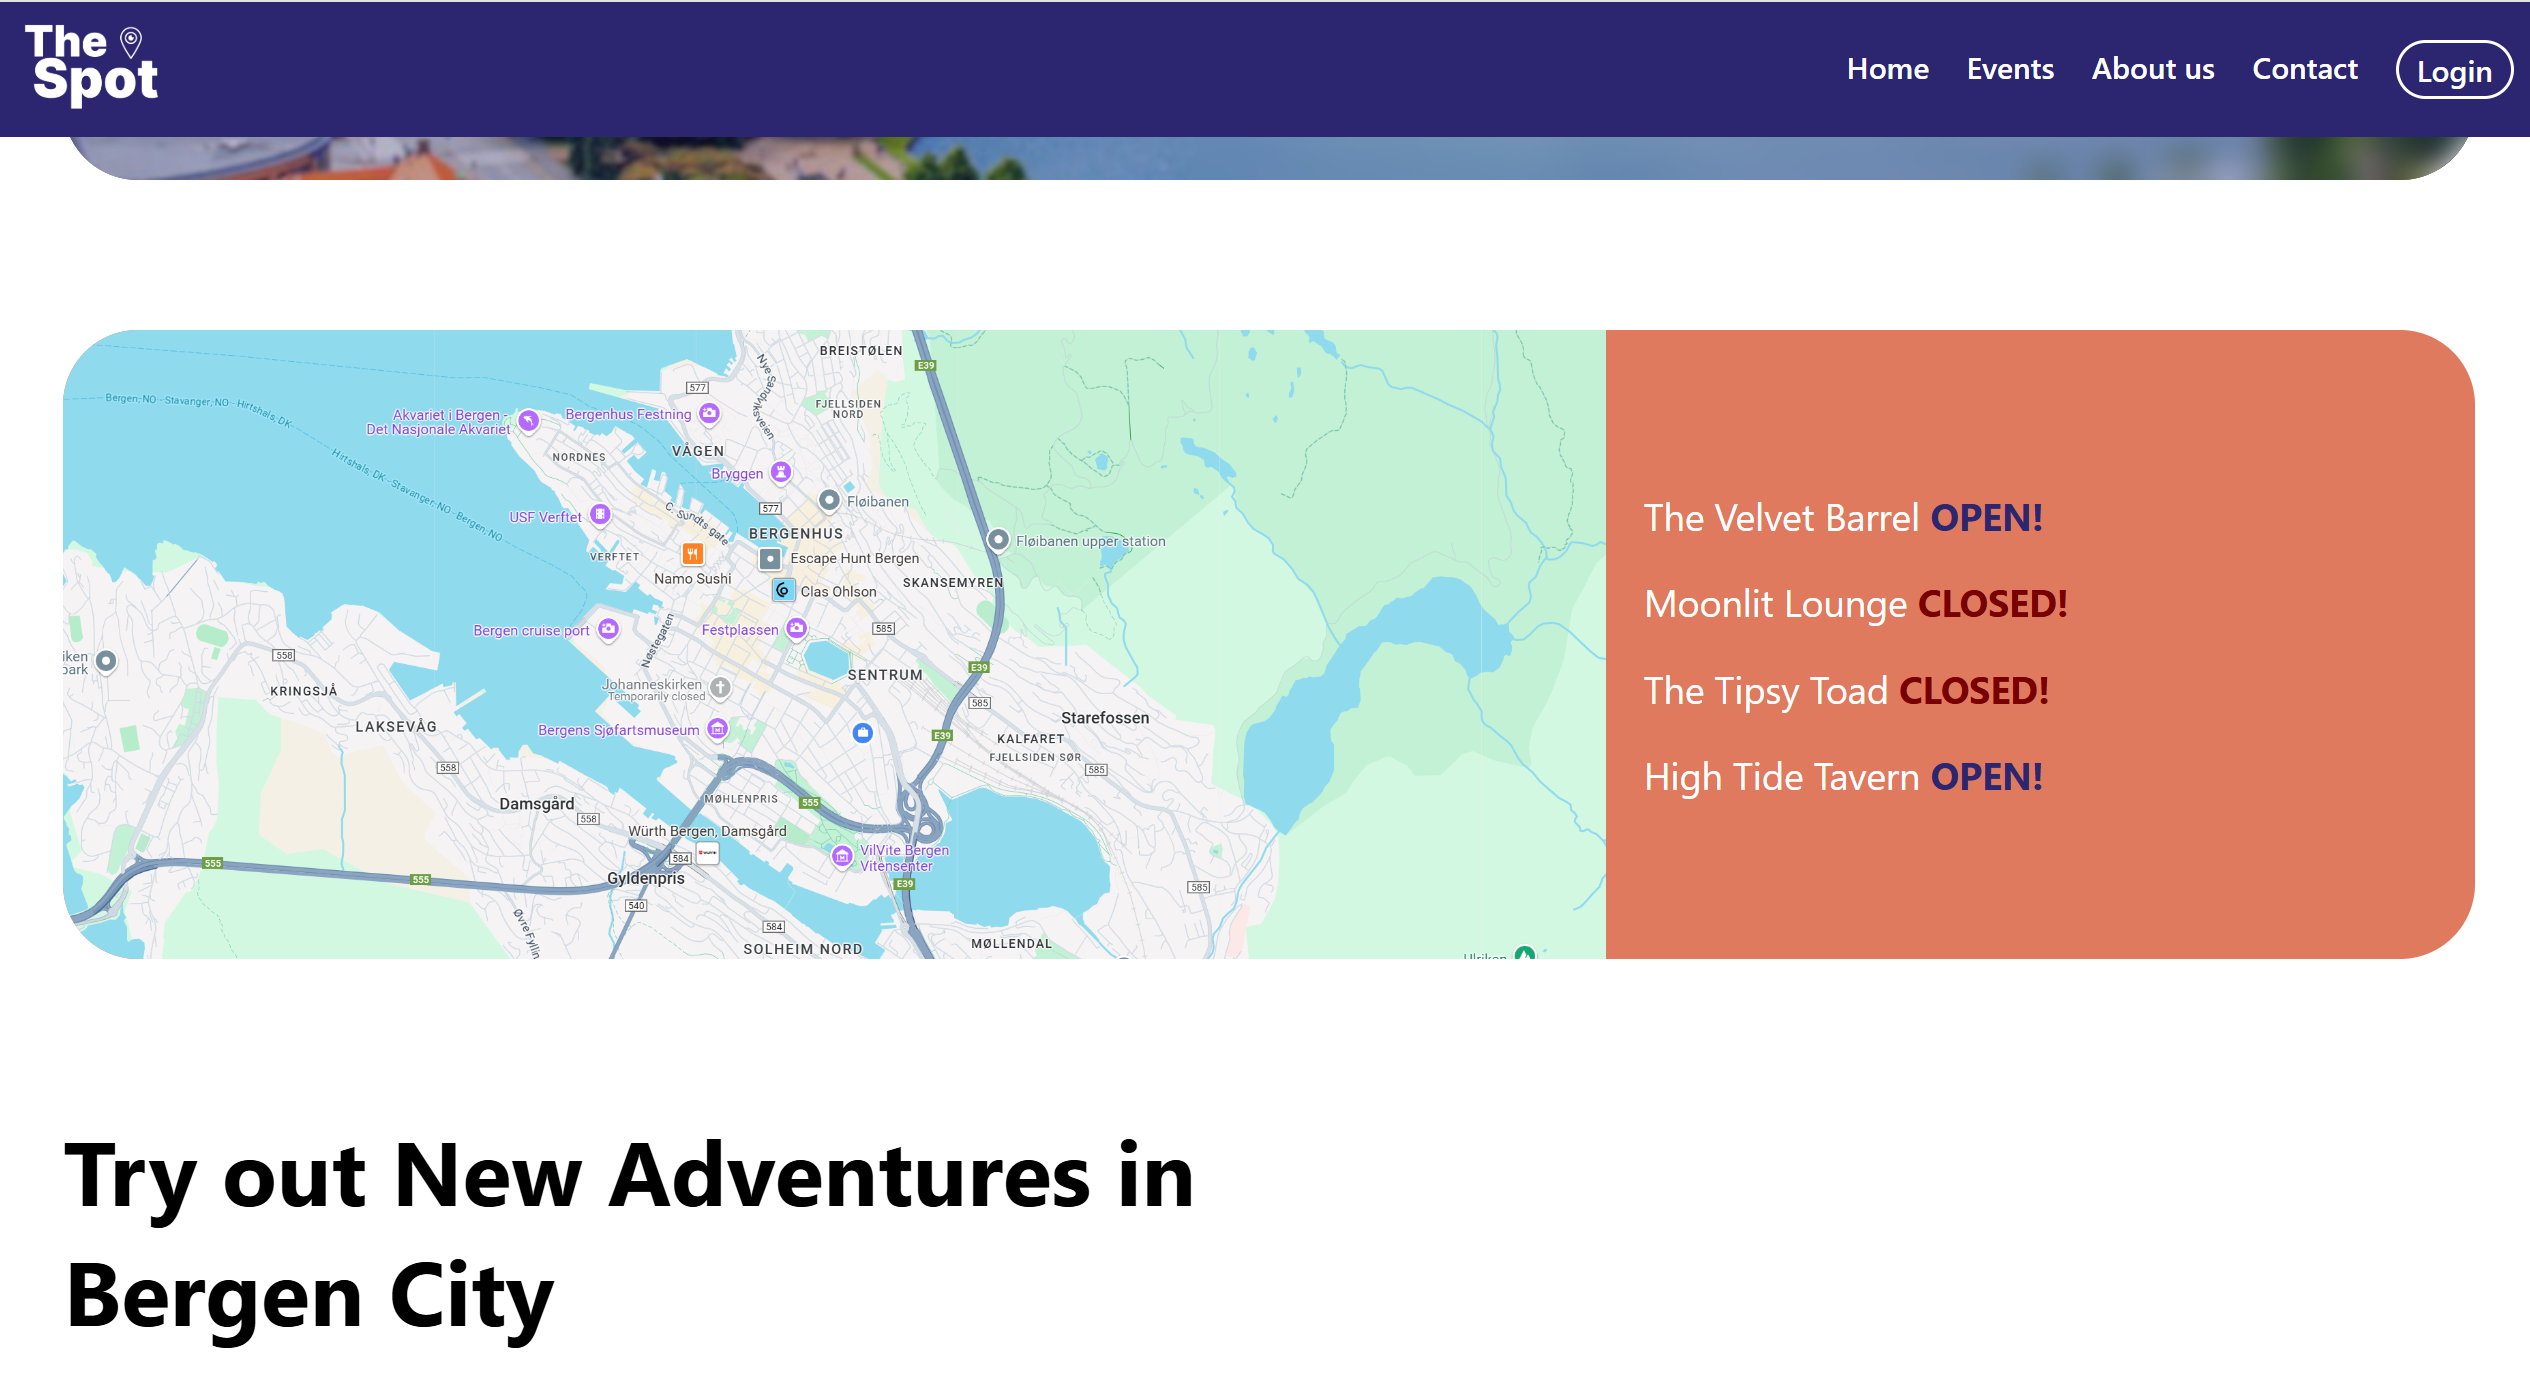 The
Spot
Home Events About us Contact Login
BREISTØLEN
E39
577
Nye Sandviksveien
Bergen, NO - Stavanger, NO - Hirtshals, DK
Akvariet i Bergen -
Det Nasjonale Akvariet
Bergenhus Festning
FJELLSIDEN
NORD
Hirtshals, DK - Stavanger, NO - Bergen, NO
NORDNES
VÅGEN
Bryggen
Fløibanen
577
USF Verftet
C. Sundts gate
BERGENHUS
Fløibanen upper station
VERFTET
Escape Hunt Bergen
Namo Sushi
SKANSEMYREN
Clas Ohlson
Bergen cruise port
Festplassen
585
Nøstegaten
iken
park
558
E39
SENTRUM
KRINGSJÅ
Johanneskirken
Temporarily closed
585
LAKSEVÅG
Starefossen
Bergens Sjøfartsmuseum
E39
KALFARET
FJELLSIDEN SØR
558
585
MØHLENPRIS
555
Damsgård
558
Würth Bergen, Damsgård
584
VilVite Bergen
Vitensenter
555
555
Gyldenpris
E39
585
540
Øvre Fyllin
584
SOLHEIM NORD
MØLLENDAL
Ulriken
The Velvet Barrel OPEN!
Moonlit Lounge CLOSED!
The Tipsy Toad CLOSED!
High Tide Tavern OPEN!
Try out New Adventures in
Bergen City